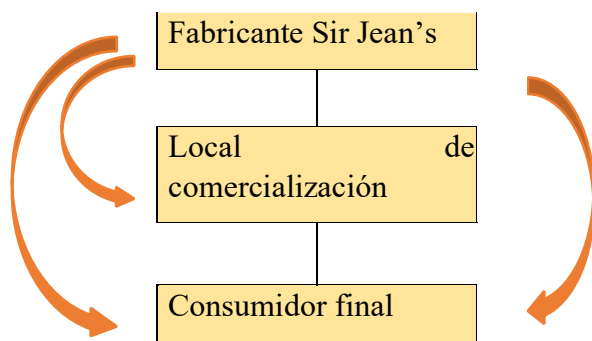 Fabricante Sir Jean’s
Local de
comercialización
Consumidor final